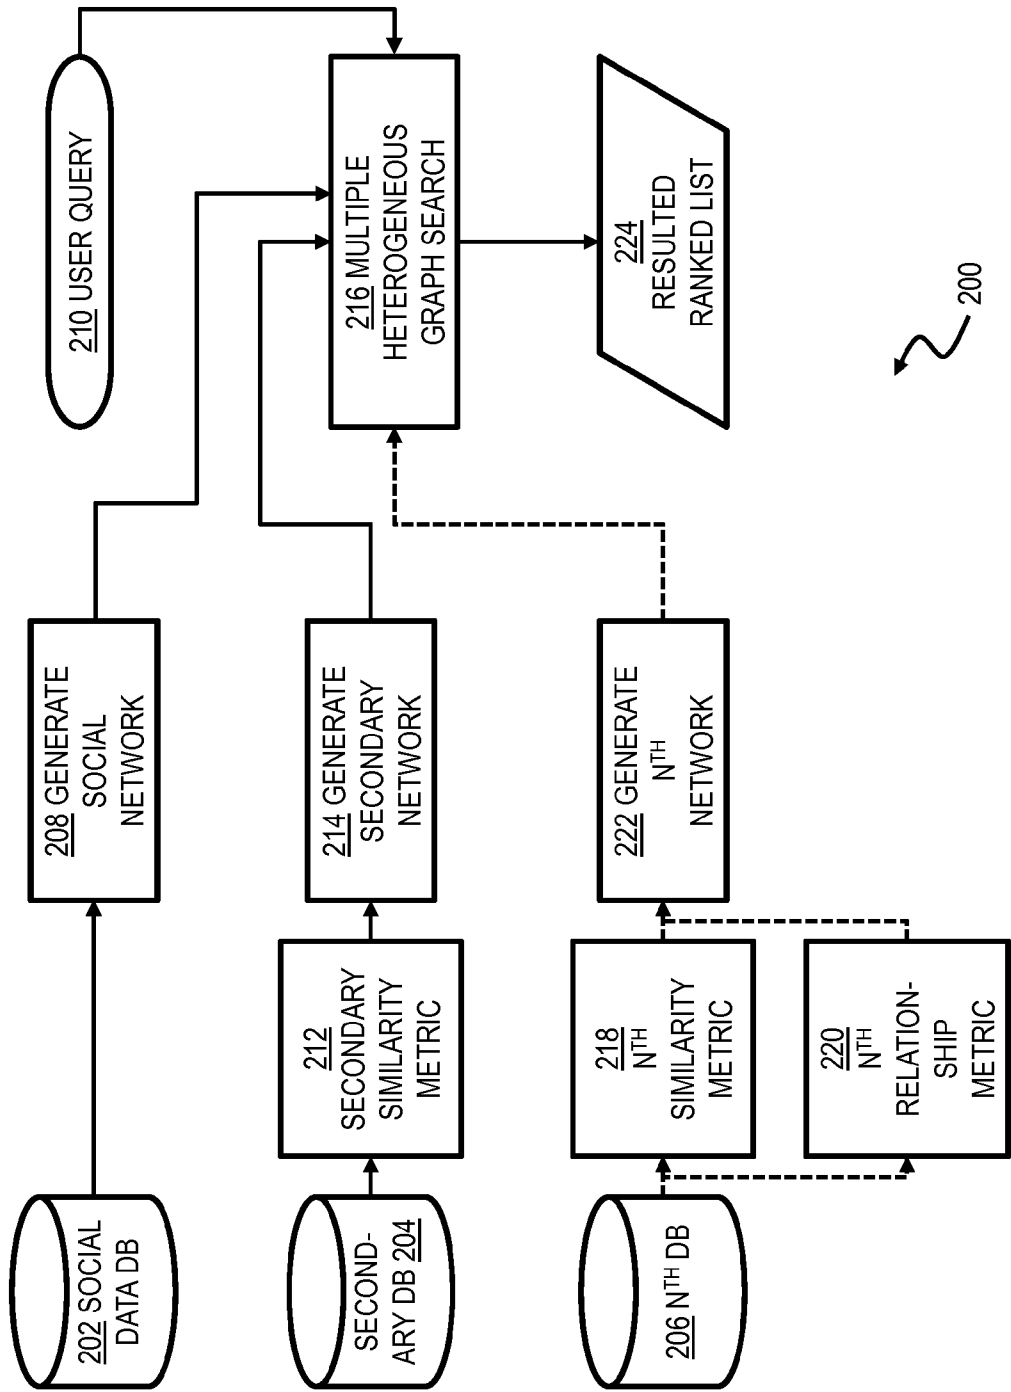 202 SOCIAL
DATA DB
SECOND-
ARY DB 204
206 NTH DB
212
SECONDARY
SIMILARITY
METRIC
218 NTH
SIMILARITY
METRIC
220 NTH
RELATION-
SHIP
METRIC
208 GENERATE
SOCIAL
NETWORK
214 GENERATE
SECONDARY
NETWORK
222 GENERATE
NTH
NETWORK
210 USER QUERY
216 MULTIPLE
HETEROGENEOUS
GRAPH SEARCH
224
RESULTED
RANKED LIST
200